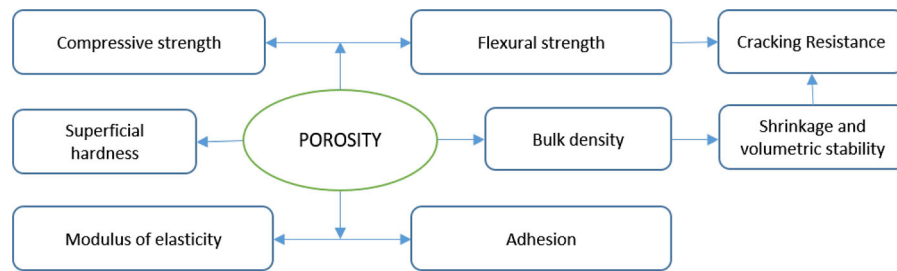 Compressive strength
Flexural strength
Cracking Resistance
Superficial
hardness
POROSITY
Bulk density
Shrinkage and
volumetric stability
Modulus of elasticity
Adhesion